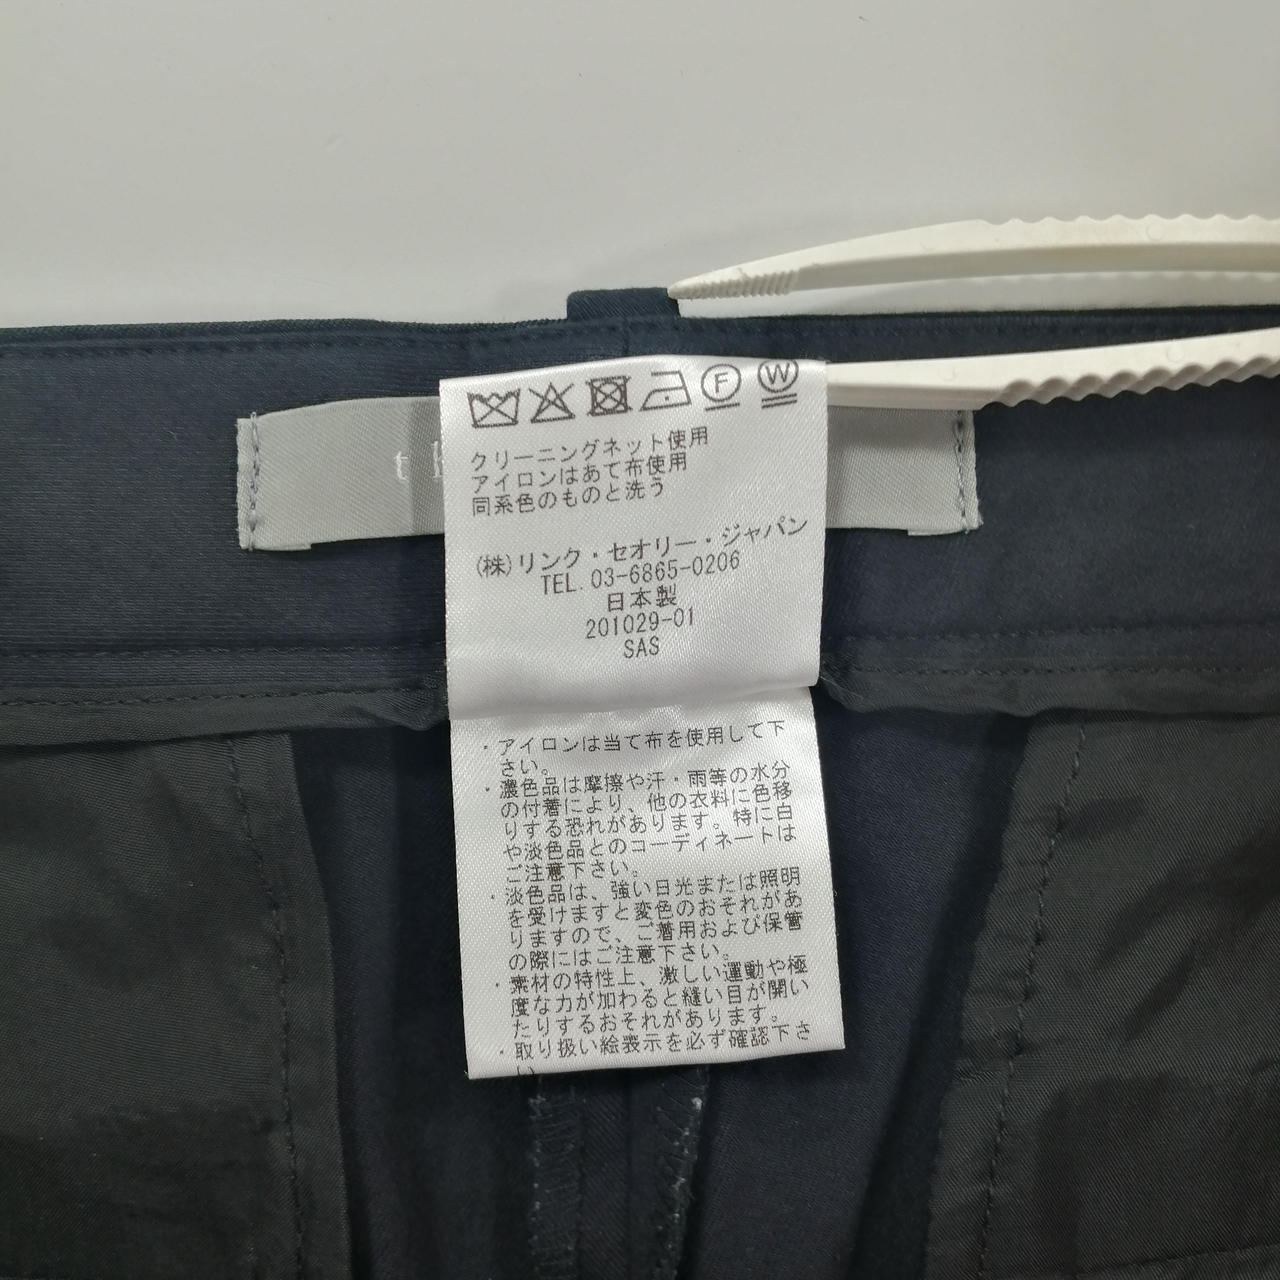 F W
クリーニングネット使用
アイロンはあて布使用
同系色のものと洗う
(株)リンク・セオリー・ジャパン
TEL.03-6865-0206
日本製
201029-01
SAS
・アイロンは当て布を使用して下
さい。
・濃色品は摩擦や汗・雨等の水分
の付着により、他の衣料に色移
りする恐れがあります。特に白
や淡色品とのコーディネートは
ご注意下さい。
・淡色品は、強い日光または照明
を受けますと変色のおそれがあ
りますので、ご着用および保管
の際にはご注意下さい。
・素材の特性上、激しい運動や極
度な力が加わると縫い目が開い
たりするおそれがあります。
・取り扱い絵表示を必ず確認下さ
い。